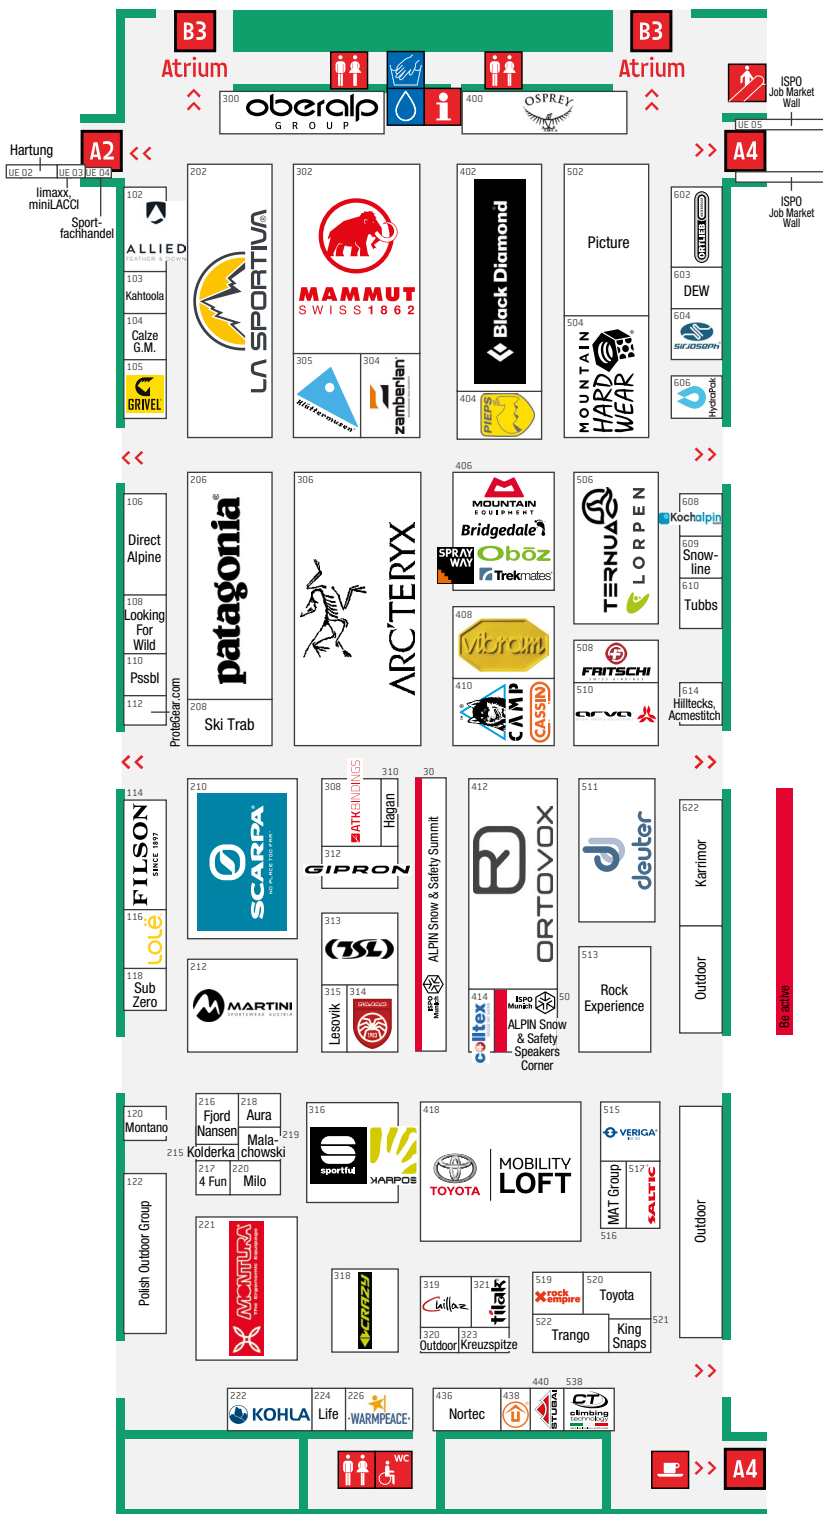 B3
Atrium
B3
Atrium
300
oberalp
GROUP
i
400
OSPREY
ISPO
Job Market
Wall
UE 05
A2
A4
Hartung
UE 02
UE 03
UE 04
limaxx,
miniLACCI
Sport-
fachhandel
ISPO
Job Market
Wall
102
ALLIED
FEATHER & DOWN
103
Kahtoola
104
Calze
G.M.
105
GRIVEL
202
LA SPORTIVA®
302
MAMMUT
SWISS 1862
305
Klättermusen
304
zamberlan®
402
Black Diamond
404
PIEPS
502
Picture
504
MOUNTAIN
HARD
WEAR
602
ORTLIEB
603
DEW
604
SIRJOSEPH
606
HydraPak
106
Direct
Alpine
108
Looking
For
Wild
110
Pssbl
112
ProteGear.com
206
patagonia®
208
Ski Trab
306
ARC'TERYX
406
MOUNTAIN
EQUIPMENT
Bridgedale
SPRAY
WAY
Oboz
Trekmates
408
vibram
410
CAMP
CASSIN
506
TERNUA
LORPEN
508
FRITSCHI
SWISS BINDINGS
510
arva
608
Kochalpin
609
Snow-
line
610
Tubbs
614
Hilltecks,
Acmestitch
114
FILSON
SINCE 1897
116
LOLË
118
Sub
Zero
210
SCARPA
NO PLACE TOO FAR
212
MARTINI
SPORTSWEAR AUSTRIA
308
ATKBINDINGS
310
Hagan
312
GIPRON
313
TSL
315
Lesovik
314
30
ALPIN Snow & Safety Summit
ISPO
Munich
412
ORTOVOX
414
colltex
50
ISPO
Munich
ALPIN Snow
& Safety
Speakers
Corner
511
deuter
513
Rock
Experience
622
Karrimor
Outdoor
Be active
120
Montano
122
Polish Outdoor Group
216
Fjord
Nansen
218
Aura
215
Kolderka
219
Mala-
chowski
217
4 Fun
220
Milo
221
MONTURA
The Ergonomic Equipage
316
sportful
KARPOS
318
CRAZY
418
TOYOTA
MOBILITY
LOFT
515
VERIGA
MAT Group
516
517
SALTIC
Outdoor
319
Chillaz
321
tilak
320
Outdoor
323
Kreuzspitze
519
rock
empire
520
Toyota
522
Trango
521
King
Snaps
222
KOHLA
224
Life
226
WARMPEACE
436
Nortec
438
440
STUBAI
538
CT
climbing
technology
WC
A4